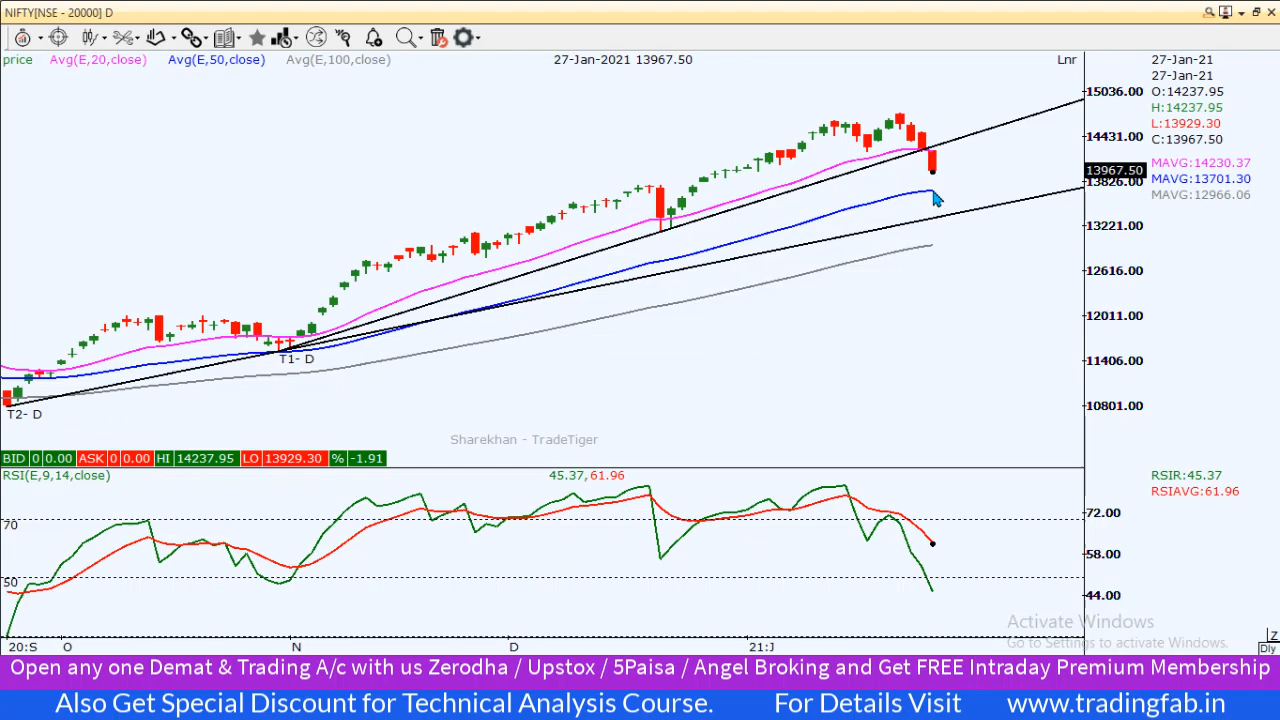 NIFTY[NSE - 20000] D
price Avg(E,20,close) Avg(E,50,close) Avg(E,100,close) 27-Jan-2021 13967.50 Lnr
27-Jan-21
27-Jan-21
O:14237.95
H:14237.95
L:13929.30
C:13967.50
MAVG:14230.37
MAVG:13701.30
MAVG:12966.06
15036.00
14431.00
13967.50
13826.00
13221.00
12616.00
12011.00
11406.00
10801.00
T1- D
T2- D
Sharekhan - TradeTiger
BID 0 0.00 ASK 0 0.00 HI 14237.95 LO 13929.30 % -1.91
RSI(E,9,14,close) 45.37,61.96
RSIR:45.37
RSIAVG:61.96
70
50
72.00
58.00
44.00
Activate Windows
Go to Settings to activate Windows.
20:S O N D 21:J
Z
Dly
Open any one Demat & Trading A/c with us Zerodha / Upstox / 5Paisa / Angel Broking and Get FREE Intraday Premium Membership
Also Get Special Discount for Technical Analysis Course. For Details Visit www.tradingfab.in